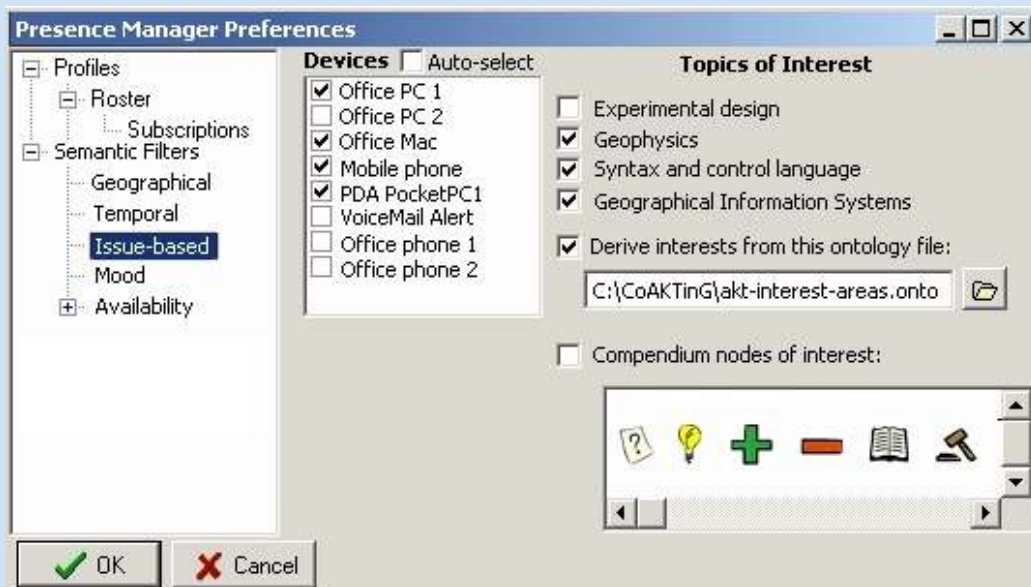 Presence Manager Preferences
Profiles
Roster
Subscriptions
Semantic Filters
Geographical
Temporal
Issue-based
Mood
Availability
Devices Auto-select
Office PC 1
Office PC 2
Office Mac
Mobile phone
PDA PocketPC1
VoiceMail Alert
Office phone 1
Office phone 2
Topics of Interest
Experimental design
Geophysics
Syntax and control language
Geographical Information Systems
Derive interests from this ontology file:
C:\CoAKTinG\akt-interest-areas.onto
Compendium nodes of interest:
?
OK Cancel